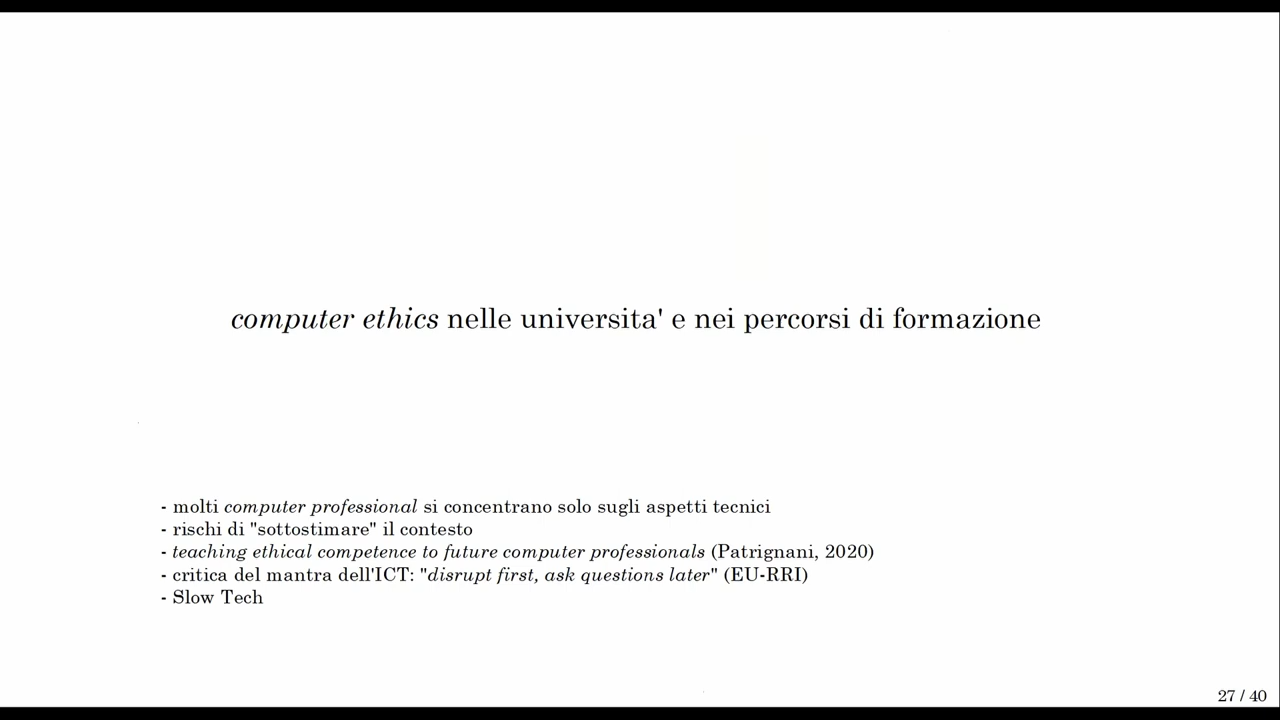 computer ethics nelle universita' e nei percorsi di formazione
- molti computer professional si concentrano solo sugli aspetti tecnici
- rischi di "sottostimare" il contesto
- teaching ethical competence to future computer professionals (Patrignani, 2020)
- critica del mantra dell'ICT: "disrupt first, ask questions later" (EU-RRI)
- Slow Tech
27 / 40